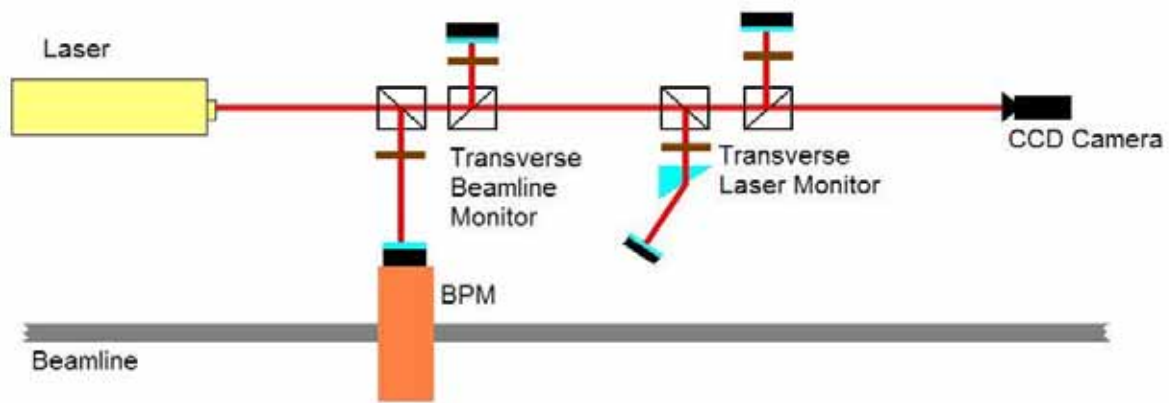 Laser
Transverse
Beamline
Monitor
Transverse
Laser Monitor
CCD Camera
BPM
Beamline